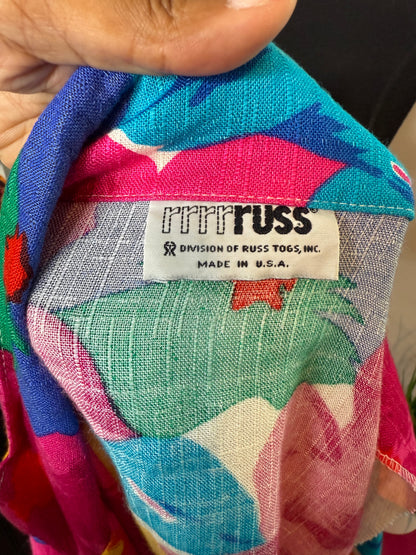 rrrrruss®
DIVISION OF RUSS TOGS, INC.
MADE IN U.S.A.